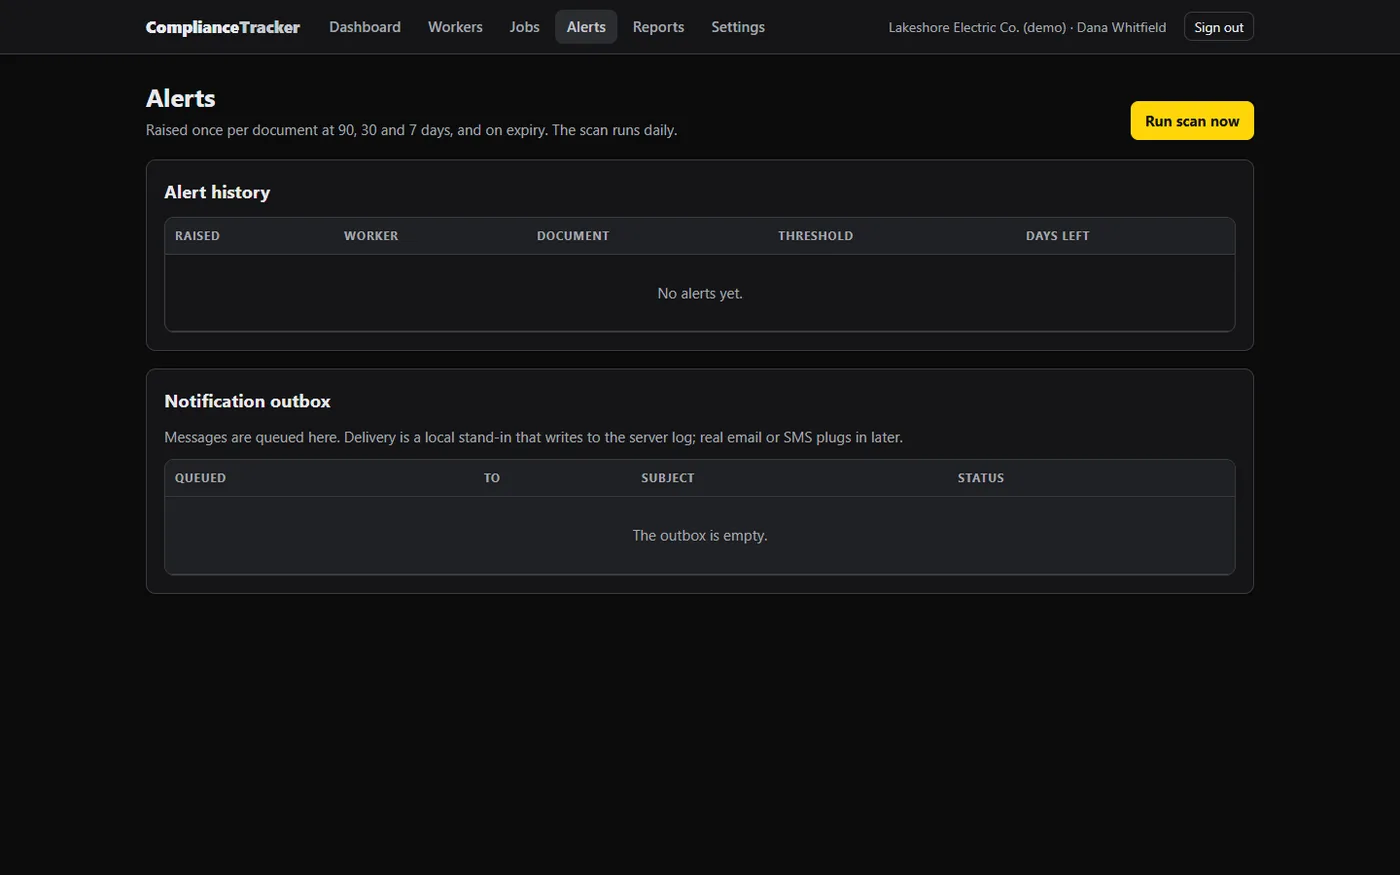 ComplianceTracker Dashboard Workers Jobs Alerts Reports Settings Lakeshore Electric Co. (demo) · Dana Whitfield Sign out
Alerts
Raised once per document at 90, 30 and 7 days, and on expiry. The scan runs daily.
Run scan now
Alert history
RAISED WORKER DOCUMENT THRESHOLD DAYS LEFT
No alerts yet.
Notification outbox
Messages are queued here. Delivery is a local stand-in that writes to the server log; real email or SMS plugs in later.
QUEUED TO SUBJECT STATUS
The outbox is empty.